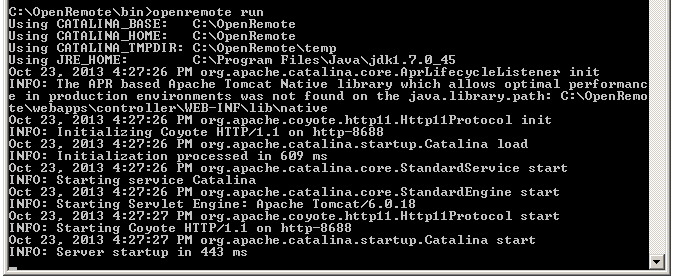 C:\OpenRemote\bin>openremote run
Using CATALINA_BASE:   C:\OpenRemote
Using CATALINA_HOME:   C:\OpenRemote
Using CATALINA_TMPDIR: C:\OpenRemote\temp
Using JRE_HOME:        C:\Program Files\Java\jdk1.7.0_45
Oct 23, 2013 4:27:26 PM org.apache.catalina.core.AprLifecycleListener init
INFO: The APR based Apache Tomcat Native library which allows optimal performanc
e in production environments was not found on the java.library.path: C:\OpenRemo
te\webapps\controller\WEB-INF\lib\native
Oct 23, 2013 4:27:26 PM org.apache.coyote.http11.Http11Protocol init
INFO: Initializing Coyote HTTP/1.1 on http-8688
Oct 23, 2013 4:27:26 PM org.apache.catalina.startup.Catalina load
INFO: Initialization processed in 609 ms
Oct 23, 2013 4:27:26 PM org.apache.catalina.core.StandardService start
INFO: Starting service Catalina
Oct 23, 2013 4:27:26 PM org.apache.catalina.core.StandardEngine start
INFO: Starting Servlet Engine: Apache Tomcat/6.0.18
Oct 23, 2013 4:27:27 PM org.apache.coyote.http11.Http11Protocol start
INFO: Starting Coyote HTTP/1.1 on http-8688
Oct 23, 2013 4:27:27 PM org.apache.catalina.startup.Catalina start
INFO: Server startup in 443 ms